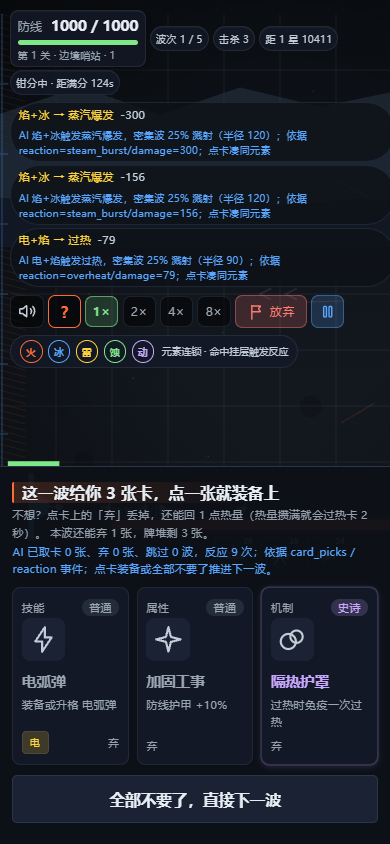 防线 1000 / 1000
第 1 关 · 边境哨站 · 1
波次 1 / 5
击杀 3
距 1 星 10411
钳分中 · 距满分 124s
焰+冰 → 蒸汽爆发 -300
AI 焰+冰触发蒸汽爆发，密集波 25% 溅射（半径 120）；依据
reaction=steam_burst/damage=300；点卡凑同元素
焰+冰 → 蒸汽爆发 -156
AI 焰+冰触发蒸汽爆发，密集波 25% 溅射（半径 120）；依据
reaction=steam_burst/damage=156；点卡凑同元素
电+焰 → 过热 -79
AI 电+焰触发过热，密集波 25% 溅射（半径 90）；依据
reaction=overheat/damage=79；点卡凑同元素
? 1× 2× 4× 8× 放弃
火 冰 雷 蚀 动 元素连锁 · 命中挂层触发反应
这一波给你 3 张卡，点一张就装备上
不想？点卡上的「弃」丢掉，还能回 1 点热量（热量攒满就会过热卡 2
秒）。 本波还能弃 1 张，牌堆剩 3 张。
AI 已取卡 0 张、弃 0 张、跳过 0 波，反应 9 次；依据 card_picks /
reaction 事件；点卡装备或全部不要了推进下一波。
技能 普通
电弧弹
装备或升格 电弧弹
电 弃
属性 普通
加固工事
防线护甲 +10%
弃
机制 史诗
隔热护罩
过热时免疫一次过
热
弃
全部不要了，直接下一波